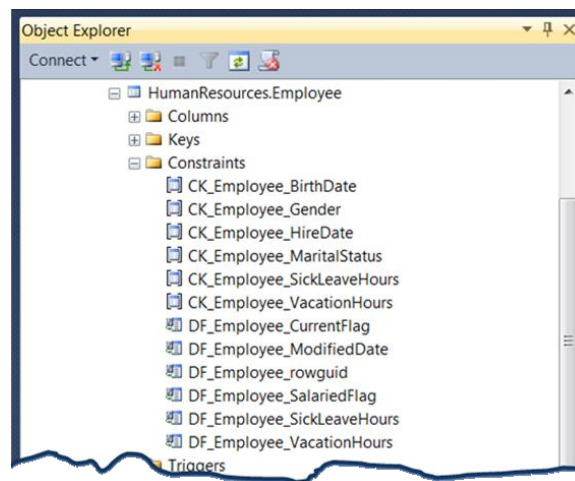 Object Explorer
Connect
HumanResources.Employee
Columns
Keys
Constraints
CK_Employee_BirthDate
CK_Employee_Gender
CK_Employee_HireDate
CK_Employee_MaritalStatus
CK_Employee_SickLeaveHours
CK_Employee_VacationHours
DF_Employee_CurrentFlag
DF_Employee_ModifiedDate
DF_Employee_rowguid
DF_Employee_SalariedFlag
DF_Employee_SickLeaveHours
DF_Employee_VacationHours
Triggers